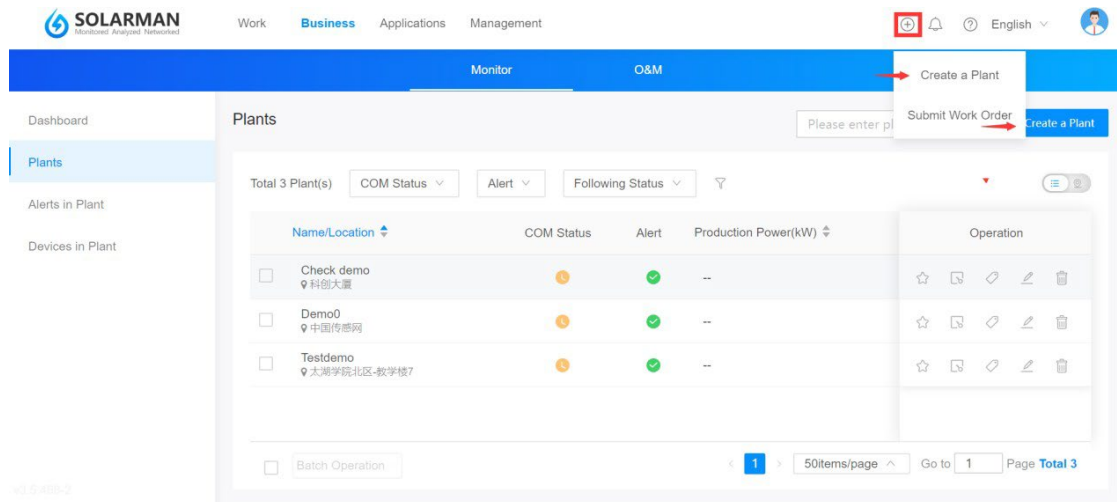 SOLARMAN
Monitored Analyzed Networked
Work Business Applications Management English
Monitor O&M
Create a Plant
Submit Work Order
Dashboard
Plants
Alerts in Plant
Devices in Plant
Plants
Please enter pl
Create a Plant
Total 3 Plant(s) COM Status Alert Following Status
Name/Location COM Status Alert Production Power(kW) Operation
Check demo
科创大厦
--
Demo0
中国传感网
--
Testdemo
太湖学院北区-教学楼7
--
Batch Operation
1 50items/page Go to 1 Page Total 3